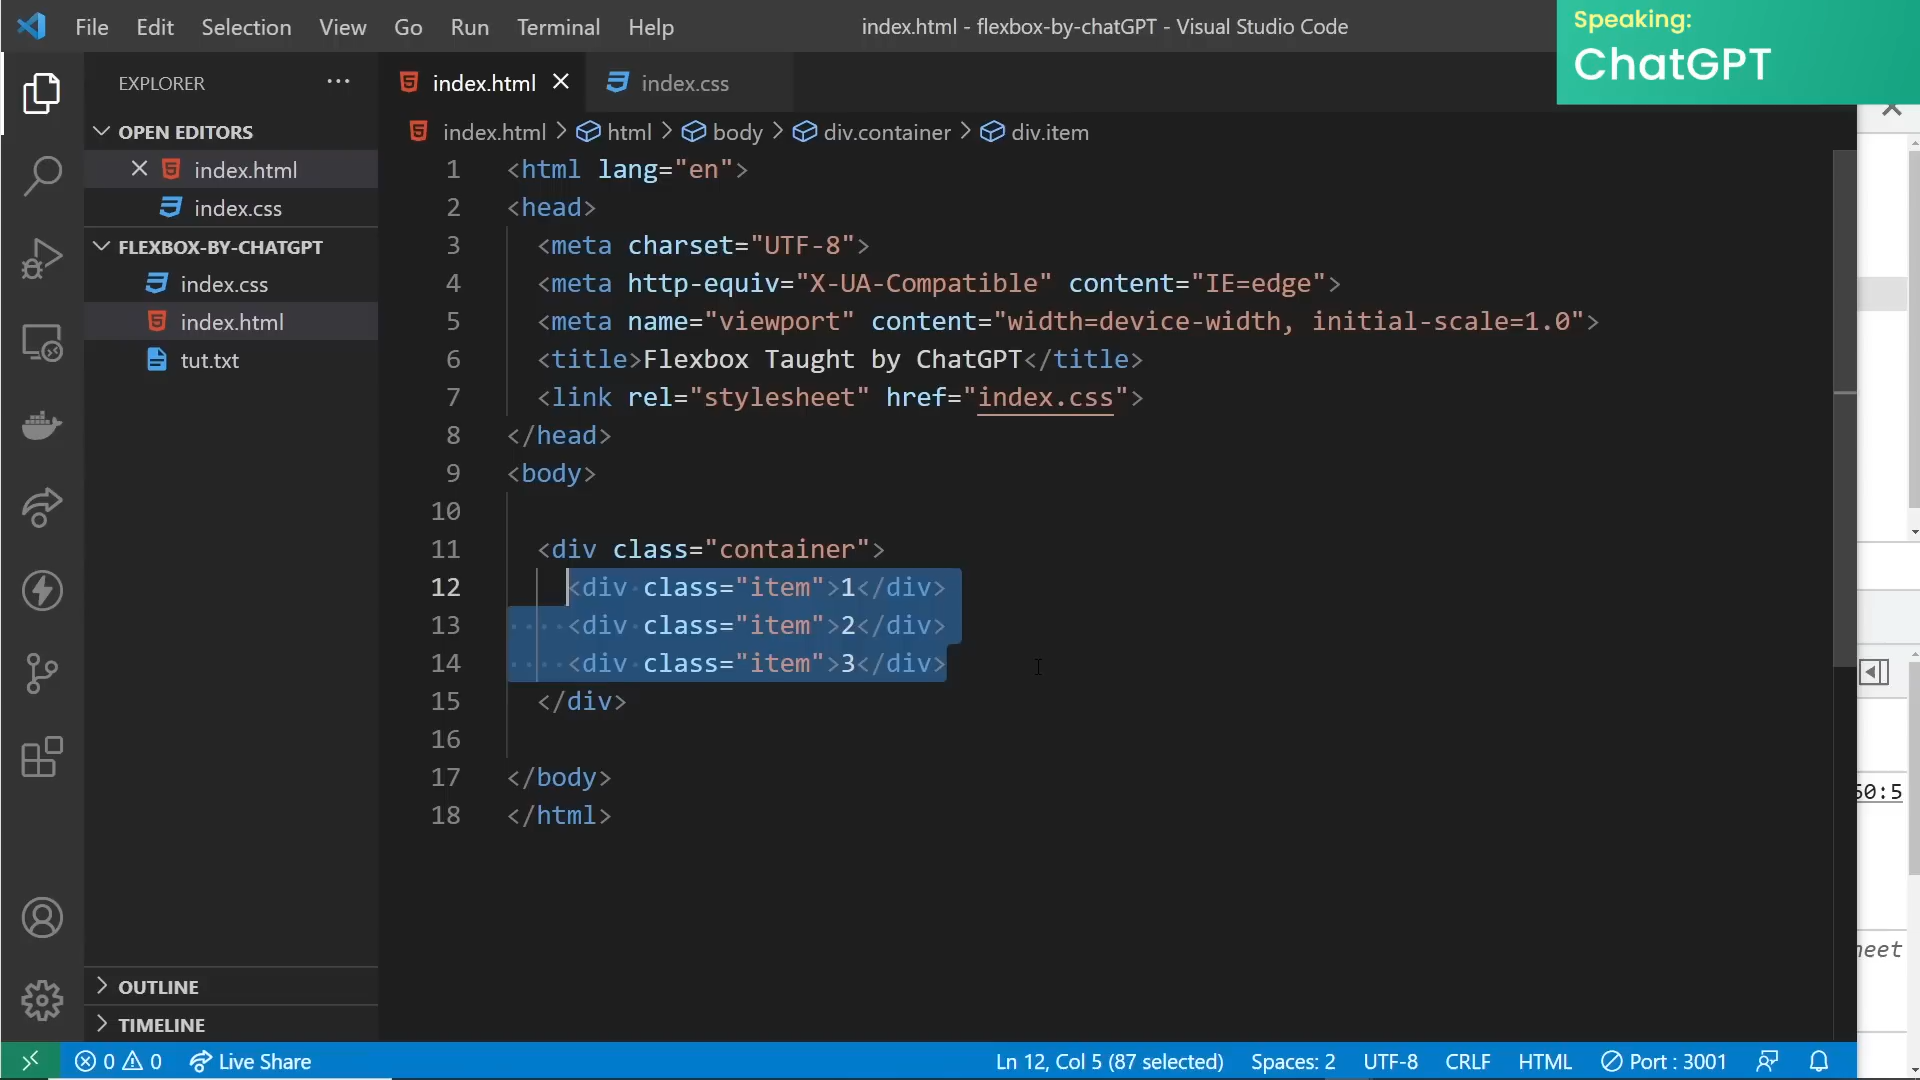 File Edit Selection View Go Run Terminal Help
index.html - flexbox-by-chatGPT - Visual Studio Code
Speaking:
ChatGPT
EXPLORER
OPEN EDITORS
index.html
index.css
FLEXBOX-BY-CHATGPT
index.css
index.html
tut.txt
OUTLINE
TIMELINE
index.html index.css
index.html > html > body > div.container > div.item
1 <html lang="en">
2 <head>
3 <meta charset="UTF-8">
4 <meta http-equiv="X-UA-Compatible" content="IE=edge">
5 <meta name="viewport" content="width=device-width, initial-scale=1.0">
6 <title>Flexbox Taught by ChatGPT</title>
7 <link rel="stylesheet" href="index.css">
8 </head>
9 <body>
10
11 <div class="container">
12 <div class="item">1</div>
13 <div class="item">2</div>
14 <div class="item">3</div>
15 </div>
16
17 </body>
18 </html>
0 0 Live Share
Ln 12, Col 5 (87 selected) Spaces: 2 UTF-8 CRLF HTML Port : 3001